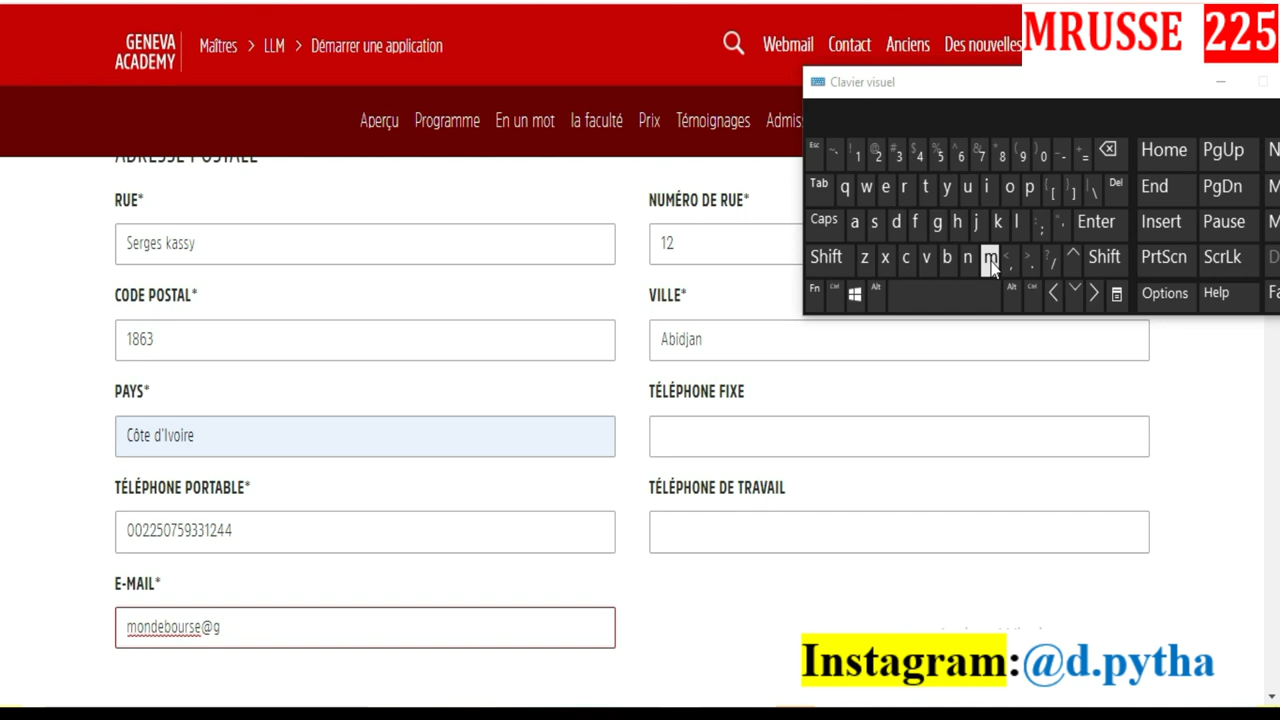 GENEVA
ACADEMY
Maîtres > LLM > Démarrer une application
Webmail Contact Anciens Des nouvelles
MRUSSE 225
Aperçu Programme En un mot la faculté Prix Témoignages Admiss
Clavier visuel
Esc ~ ` ! 1 @ 2 # 3 $ 4 % 5 ^ 6 & 7 * 8 ( 9 ) 0 _ - + = Home PgUp N
Tab q w e r t y u i o p { [ } ] | \ Del End PgDn M
Caps a s d f g h j k l : ; " ' Enter Insert Pause M
Shift z x c v b n m < , > . ? / ^ Shift PrtScn ScrLk D
Fn Ctrl Alt Alt Ctrl < > Options Help Fa
ADRESSE POSTALE
RUE*
NUMÉRO DE RUE*
Serges kassy
12
CODE POSTAL*
VILLE*
1863
Abidjan
PAYS*
TÉLÉPHONE FIXE
Côte d'Ivoire
TÉLÉPHONE PORTABLE*
TÉLÉPHONE DE TRAVAIL
002250759331244
E-MAIL*
mondebourse@g
Instagram:@d.pytha